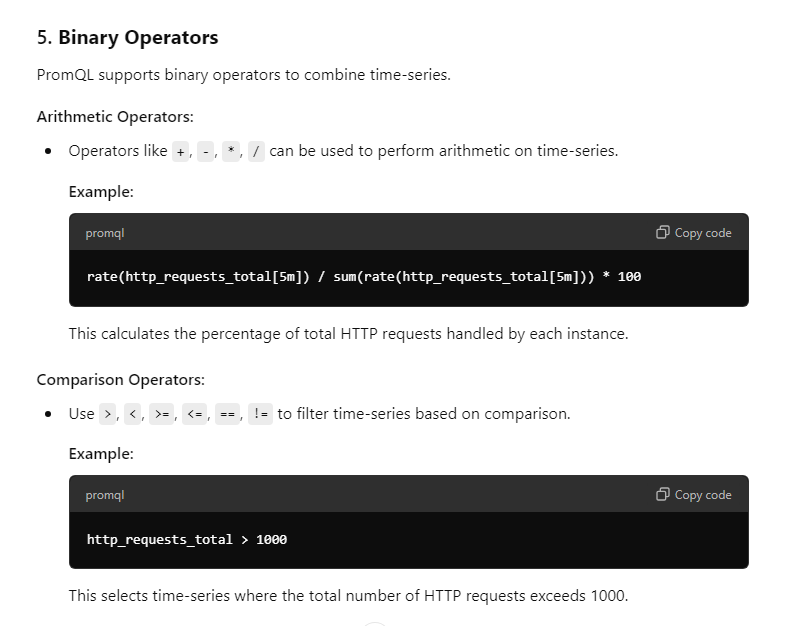 5. Binary Operators
PromQL supports binary operators to combine time-series.
Arithmetic Operators:
• Operators like +, -, *, / can be used to perform arithmetic on time-series.
Example:
promql Copy code
rate(http_requests_total[5m]) / sum(rate(http_requests_total[5m])) * 100
This calculates the percentage of total HTTP requests handled by each instance.
Comparison Operators:
• Use >, <, >=, <=, ==, != to filter time-series based on comparison.
Example:
promql Copy code
http_requests_total > 1000
This selects time-series where the total number of HTTP requests exceeds 1000.